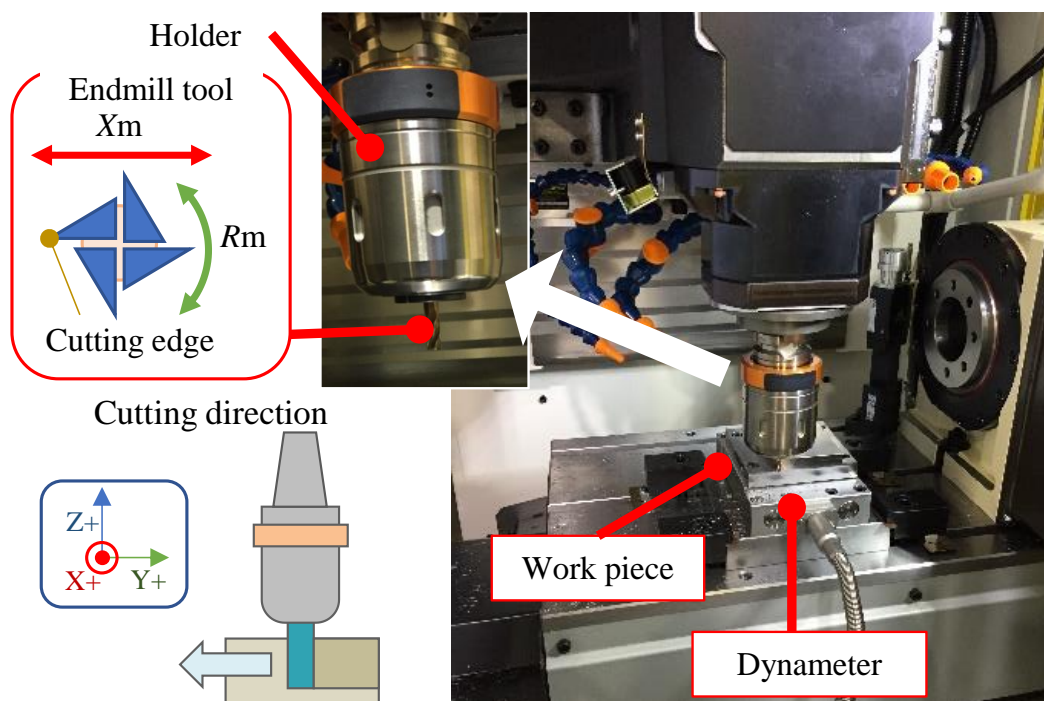 Holder
Endmill tool
Xm
Rm
Cutting edge
Cutting direction
Z+
X+
Y+
Work piece
Dynameter